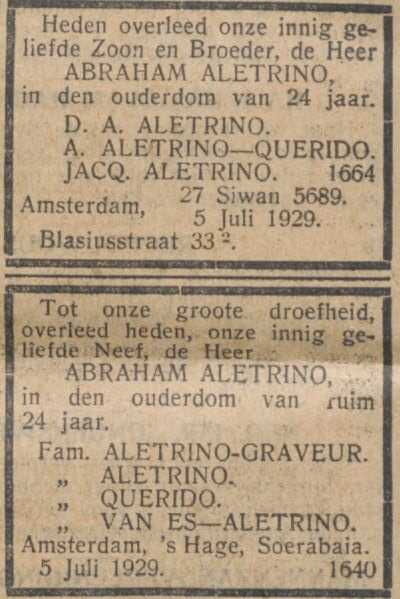 Heden overleed onze innig ge-
liefde Zoon en Broeder, de Heer
ABRAHAM ALETRINO,
in den ouderdom van 24 jaar.
D. A. ALETRINO.
A. ALETRINO—QUERIDO.
JACQ. ALETRINO. 1664
Amsterdam, 27 Siwan 5689.
5 Juli 1929.
Blasiusstraat 33 ².
Tot onze groote droefheid,
overleed heden, onze innig ge-
liefde Neef, de Heer
ABRAHAM ALETRINO,
in den ouderdom van ruim
24 jaar.
Fam. ALETRINO-GRAVEUR.
„ ALETRINO.
„ QUERIDO.
„ VAN ES—ALETRINO.
Amsterdam, 's Hage, Soerabaia.
5 Juli 1929. 1640